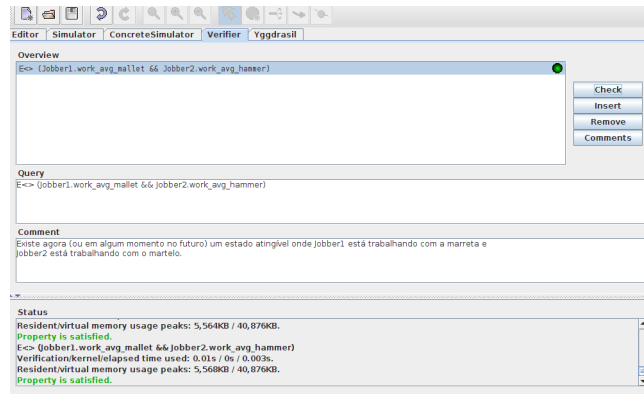 Editor Simulator ConcreteSimulator Verifier Yggdrasil
Overview
E<> (Jobber1.work_avg_mallet && Jobber2.work_avg_hammer)
Check
Insert
Remove
Comments
Query
E<> (Jobber1.work_avg_mallet && Jobber2.work_avg_hammer)
Comment
Existe agora (ou em algum momento no futuro) um estado atingível onde Jobber1 está trabalhando com a marreta e
Jobber2 está trabalhando com o martelo.
Status
Resident/virtual memory usage peaks: 5,564KB / 40,876KB.
Property is satisfied.
E<> (Jobber1.work_avg_mallet && Jobber2.work_avg_hammer)
Verification/kernel/elapsed time used: 0.01s / 0s / 0.003s.
Resident/virtual memory usage peaks: 5,568KB / 40,876KB.
Property is satisfied.